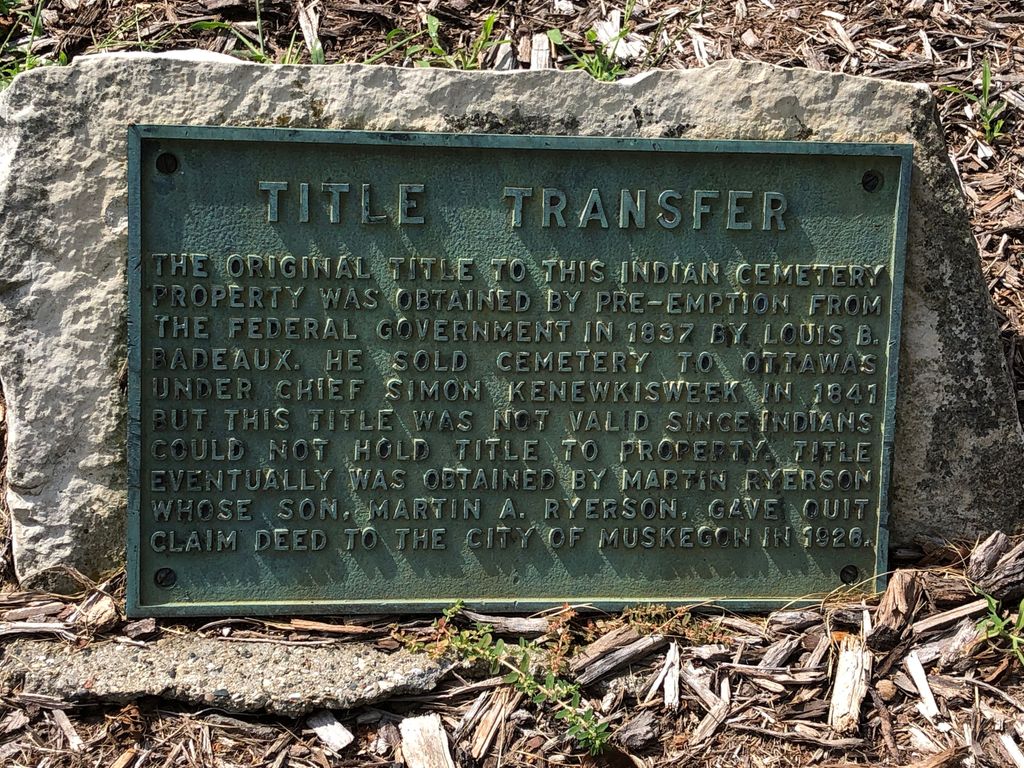 TITLE TRANSFER
THE ORIGINAL TITLE TO THIS INDIAN CEMETERY
PROPERTY WAS OBTAINED BY PRE-EMPTION FROM
THE FEDERAL GOVERNMENT IN 1837 BY LOUIS B.
BADEAUX. HE SOLD CEMETERY TO OTTAWAS
UNDER CHIEF SIMON KENEWKISWEEK IN 1841
BUT THIS TITLE WAS NOT VALID SINCE INDIANS
COULD NOT HOLD TITLE TO PROPERTY. TITLE
EVENTUALLY WAS OBTAINED BY MARTIN RYERSON
WHOSE SON, MARTIN A. RYERSON, GAVE QUIT
CLAIM DEED TO THE CITY OF MUSKEGON IN 1926.